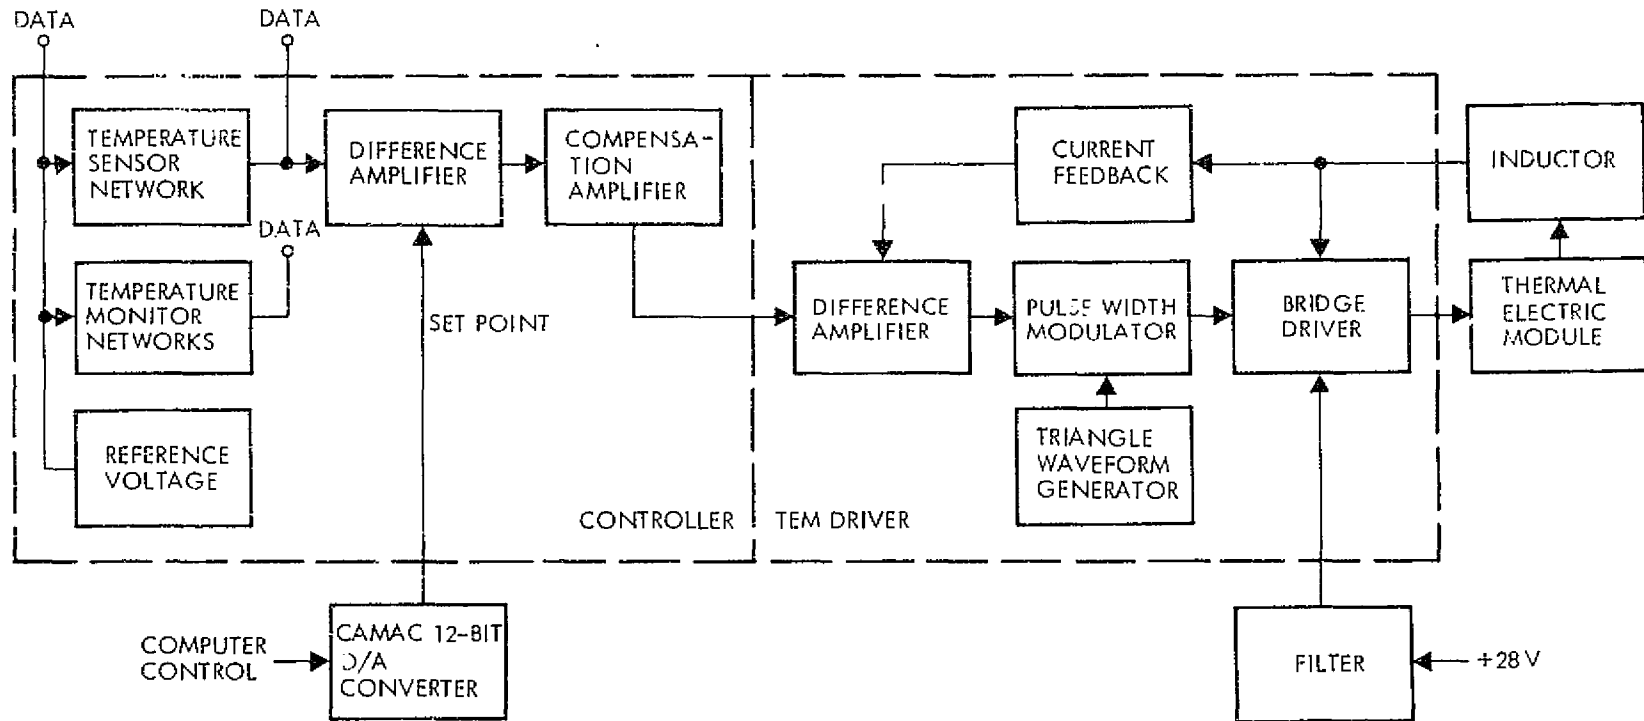 DATA
DATA
TEMPERATURE
SENSOR
NETWORK
DIFFERENCE
AMPLIFIER
COMPENSA-
TION
AMPLIFIER
CURRENT
FEEDBACK
INDUCTOR
DATA
TEMPERATURE
MONITOR
NETWORKS
SET POINT
DIFFERENCE
AMPLIFIER
PULSE WIDTH
MODULATOR
BRIDGE
DRIVER
THERMAL
ELECTRIC
MODULE
REFERENCE
VOLTAGE
TRIANGLE
WAVEFORM
GENERATOR
CONTROLLER
TEM DRIVER
COMPUTER
CONTROL
CAMAC 12-BIT
D/A
CONVERTER
FILTER
+28 V